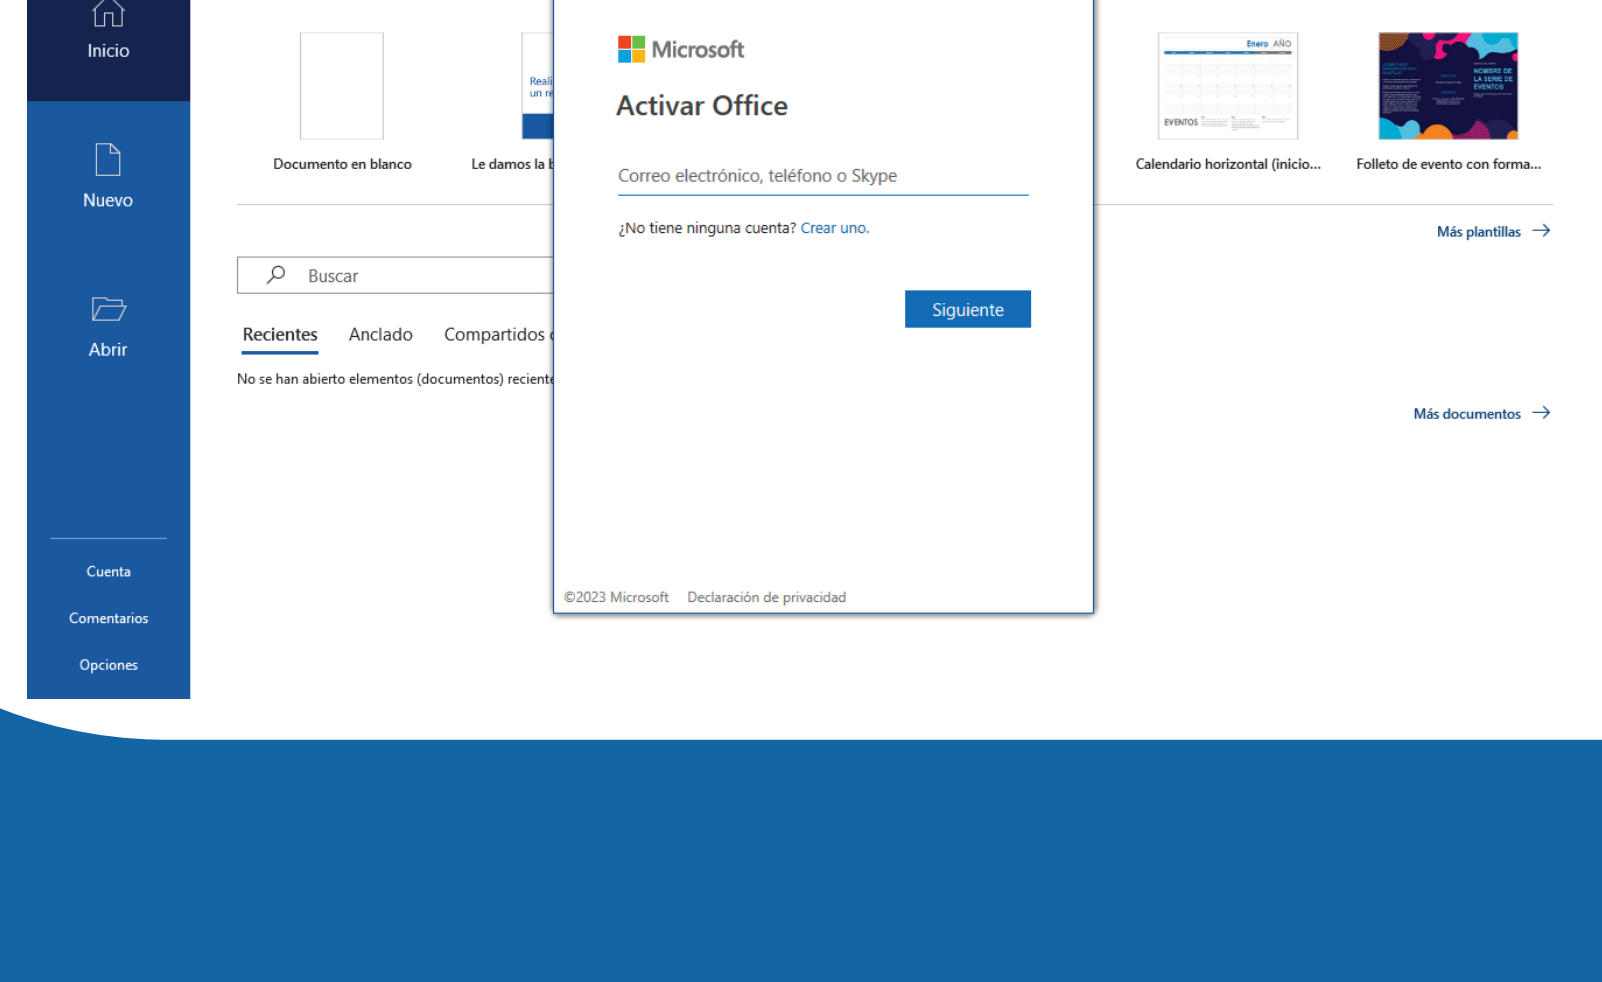 Inicio
Nuevo
Abrir
Cuenta
Comentarios
Opciones
Documento en blanco
Reali
un re
Le damos la b
Buscar
Recientes
Anclado
Compartidos
No se han abierto elementos (documentos) reciente
Microsoft
Activar Office
Correo electrónico, teléfono o Skype
¿No tiene ninguna cuenta? Crear uno.
Siguiente
©2023 Microsoft Declaración de privacidad
Enero AÑO
EVENTOS
Calendario horizontal (inicio...
NOMBRE DE
LA SERIE DE
EVENTOS
Folleto de evento con forma...
Más plantillas
Más documentos